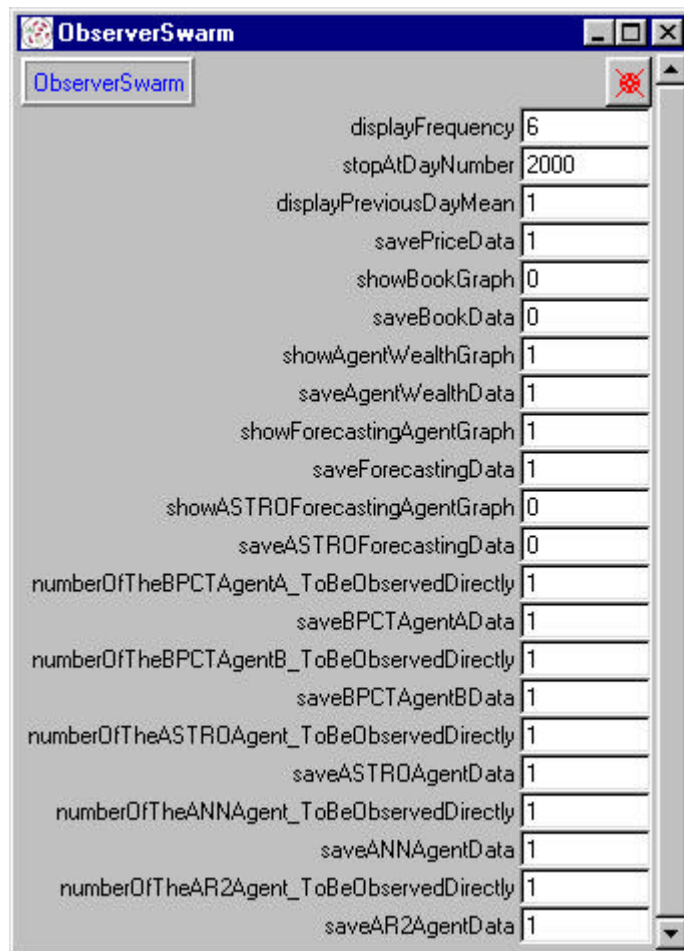 ObserverSwarm
ObserverSwarm
displayFrequency 6
stopAtDayNumber 2000
displayPreviousDayMean 1
savePriceData 1
showBookGraph 0
saveBookData 0
showAgentWealthGraph 1
saveAgentWealthData 1
showForecastingAgentGraph 1
saveForecastingData 1
showASTROForecastingAgentGraph 0
saveASTROForecastingData 0
numberOfTheBPCTAgentA_ToBeObservedDirectly 1
saveBPCTAgentAData 1
numberOfTheBPCTAgentB_ToBeObservedDirectly 1
saveBPCTAgentBData 1
numberOfTheASTROAgent_ToBeObservedDirectly 1
saveASTROAgentData 1
numberOfTheANNAgent_ToBeObservedDirectly 1
saveANNAgentData 1
numberOfTheAR2Agent_ToBeObservedDirectly 1
saveAR2AgentData 1